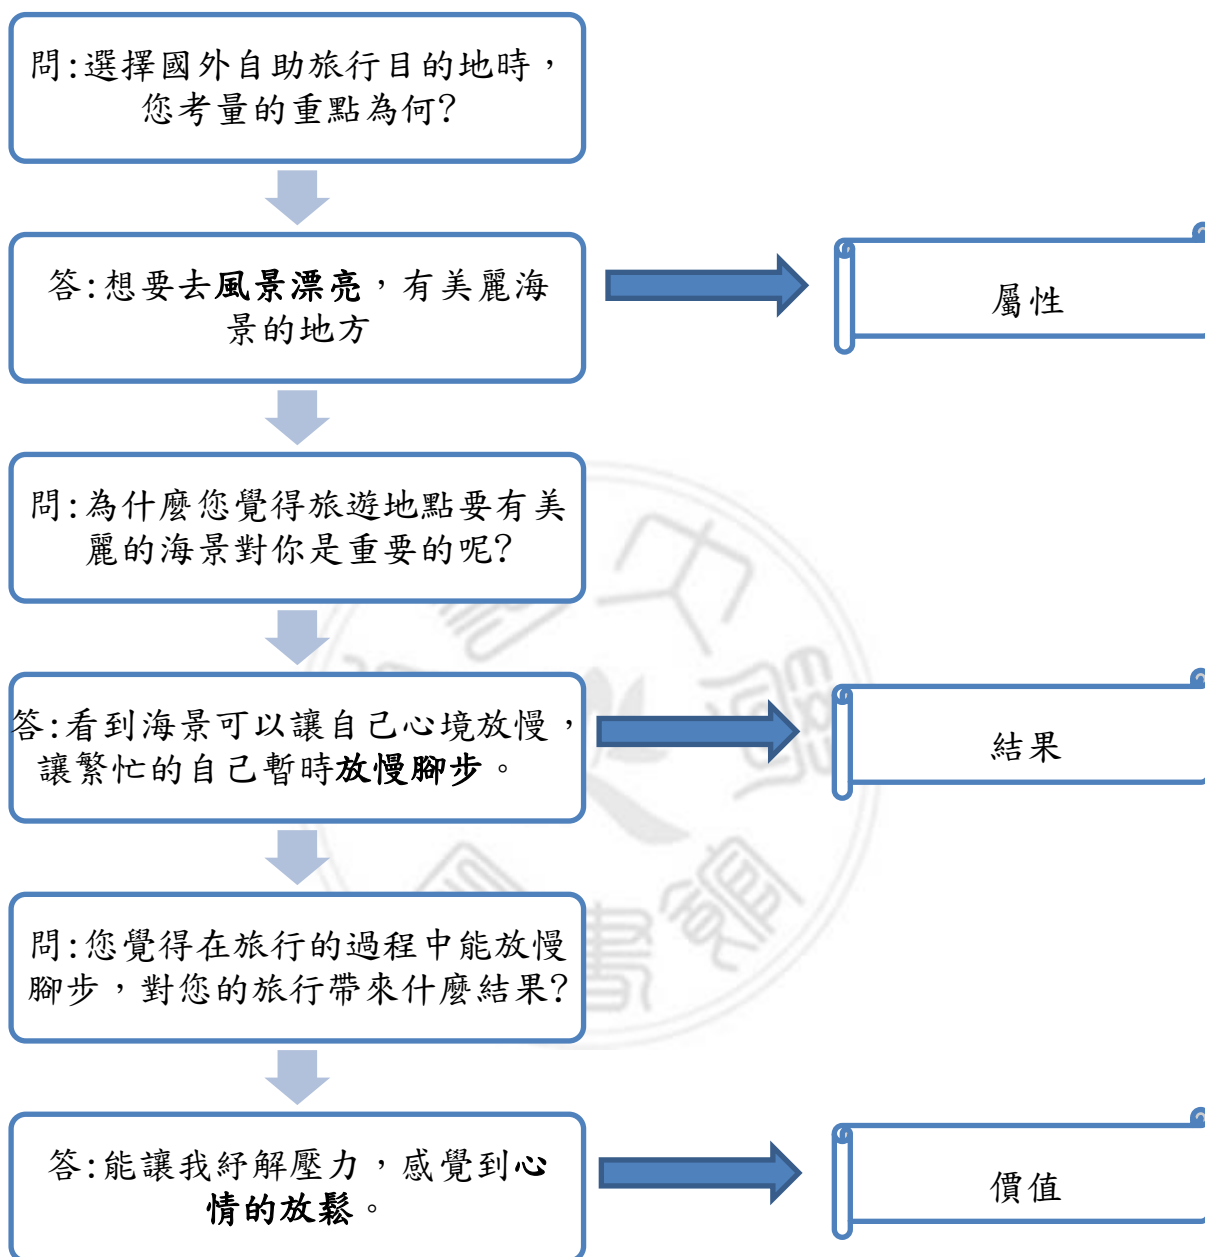 問:選擇國外自助旅行目的地時，
您考量的重點為何?
答:想要去風景漂亮，有美麗海
景的地方
屬性
問:為什麼您覺得旅遊地點要有美
麗的海景對你是重要的呢?
答:看到海景可以讓自己心境放慢，
讓繁忙的自己暫時放慢腳步。
結果
問:您覺得在旅行的過程中能放慢
腳步，對您的旅行帶來什麼結果?
答:能讓我紓解壓力，感覺到心
情的放鬆。
價值